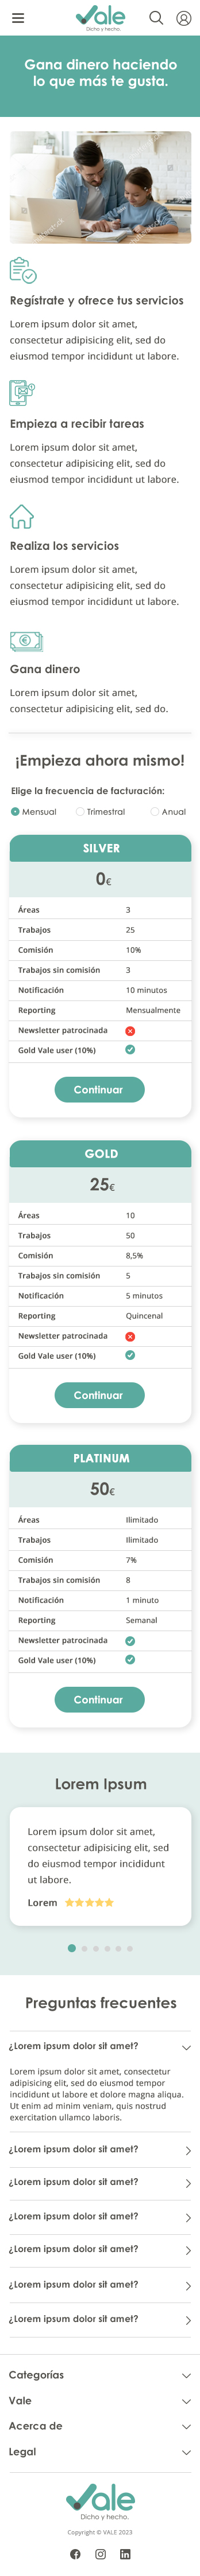 Vale
Dicho y hecho.
Gana dinero haciendo
lo que más te gusta.
Regístrate y ofrece tus servicios
Lorem ipsum dolor sit amet,
consectetur adipisicing elit, sed do
eiusmod tempor incididunt ut labore.
Empieza a recibir tareas
Lorem ipsum dolor sit amet,
consectetur adipisicing elit, sed do
eiusmod tempor incididunt ut labore.
Realiza los servicios
Lorem ipsum dolor sit amet,
consectetur adipisicing elit, sed do
eiusmod tempor incididunt ut labore.
Gana dinero
Lorem ipsum dolor sit amet,
consectetur adipisicing elit, sed do.
¡Empieza ahora mismo!
Elige la frecuencia de facturación:
Mensual Trimestral Anual
SILVER
0€
Áreas 3
Trabajos 25
Comisión 10%
Trabajos sin comisión 3
Notificación 10 minutos
Reporting Mensualmente
Newsletter patrocinada
Gold Vale user (10%)
Continuar
GOLD
25€
Áreas 10
Trabajos 50
Comisión 8,5%
Trabajos sin comisión 5
Notificación 5 minutos
Reporting Quincenal
Newsletter patrocinada
Gold Vale user (10%)
Continuar
PLATINUM
50€
Áreas Ilimitado
Trabajos Ilimitado
Comisión 7%
Trabajos sin comisión 8
Notificación 1 minuto
Reporting Semanal
Newsletter patrocinada
Gold Vale user (10%)
Continuar
Lorem Ipsum
Lorem ipsum dolor sit amet,
consectetur adipisicing elit, sed
do eiusmod tempor incididunt
ut labore.
Lorem
Preguntas frecuentes
¿Lorem ipsum dolor sit amet?
Lorem ipsum dolor sit amet, consectetur
adipisicing elit, sed do eiusmod tempor
incididunt ut labore et dolore magna aliqua.
Ut enim ad minim veniam, quis nostrud
exercitation ullamco laboris.
¿Lorem ipsum dolor sit amet?
¿Lorem ipsum dolor sit amet?
¿Lorem ipsum dolor sit amet?
¿Lorem ipsum dolor sit amet?
¿Lorem ipsum dolor sit amet?
¿Lorem ipsum dolor sit amet?
Categorías
Vale
Acerca de
Legal
Vale
Dicho y hecho.
Copyright © VALE 2023